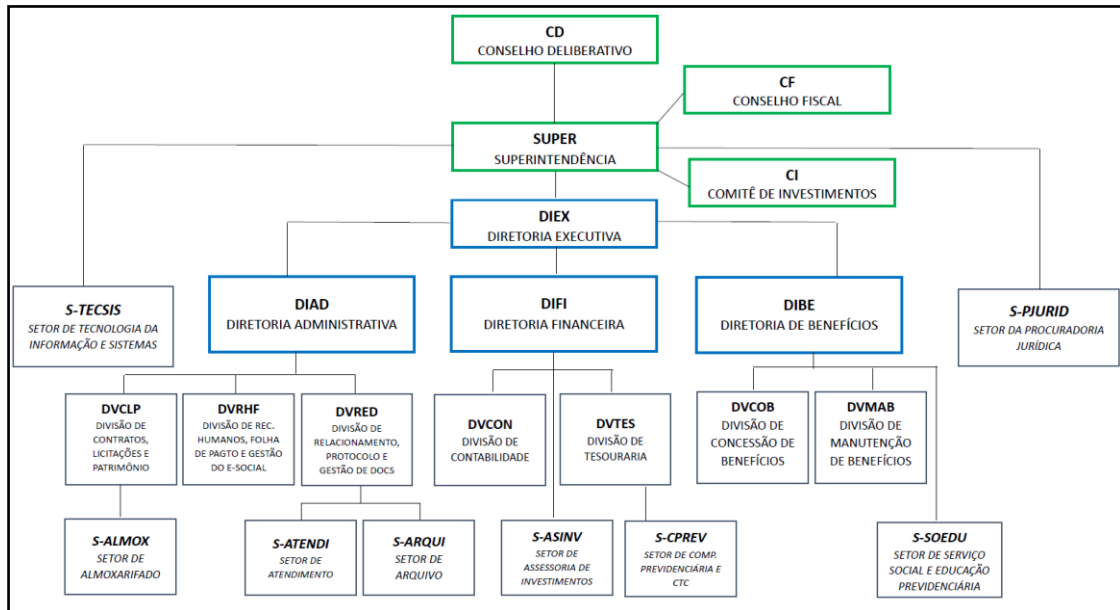 CD
CONSELHO DELIBERATIVO
CF
CONSELHO FISCAL
SUPER
SUPERINTENDÊNCIA
CI
COMITÊ DE INVESTIMENTOS
DIEX
DIRETORIA EXECUTIVA
S-TECSIS
SETOR DE TECNOLOGIA DA
INFORMAÇÃO E SISTEMAS
DIAD
DIRETORIA ADMINISTRATIVA
DIFI
DIRETORIA FINANCEIRA
DIBE
DIRETORIA DE BENEFÍCIOS
S-PJURID
SETOR DA PROCURADORIA
JURÍDICA
DVCLP
DIVISÃO DE
CONTRATOS,
LICITAÇÕES E
PATRIMÔNIO
DVRHF
DIVISÃO DE REC.
HUMANOS, FOLHA
DE PAGTO E GESTÃO
DO E-SOCIAL
DVRED
DIVISÃO DE
RELACIONAMENTO,
PROTOCOLO E
GESTÃO DE DOCS
DVCON
DIVISÃO DE
CONTABILIDADE
DVTES
DIVISÃO DE
TESOURARIA
DVCOB
DIVISÃO DE
CONCESSÃO DE
BENEFÍCIOS
DVMAB
DIVISÃO DE
MANUTENÇÃO
DE BENEFÍCIOS
S-ALMOX
SETOR DE
ALMOXARIFADO
S-ATENDI
SETOR DE
ATENDIMENTO
S-ARQUI
SETOR DE
ARQUIVO
S-ASINV
SETOR DE
ASSESSORIA DE
INVESTIMENTOS
S-CPREV
SETOR DE COMP.
PREVIDENCIÁRIA E
CTC
S-SOEDU
SETOR DE SERVIÇO
SOCIAL E EDUCAÇÃO
PREVIDENCIÁRIA